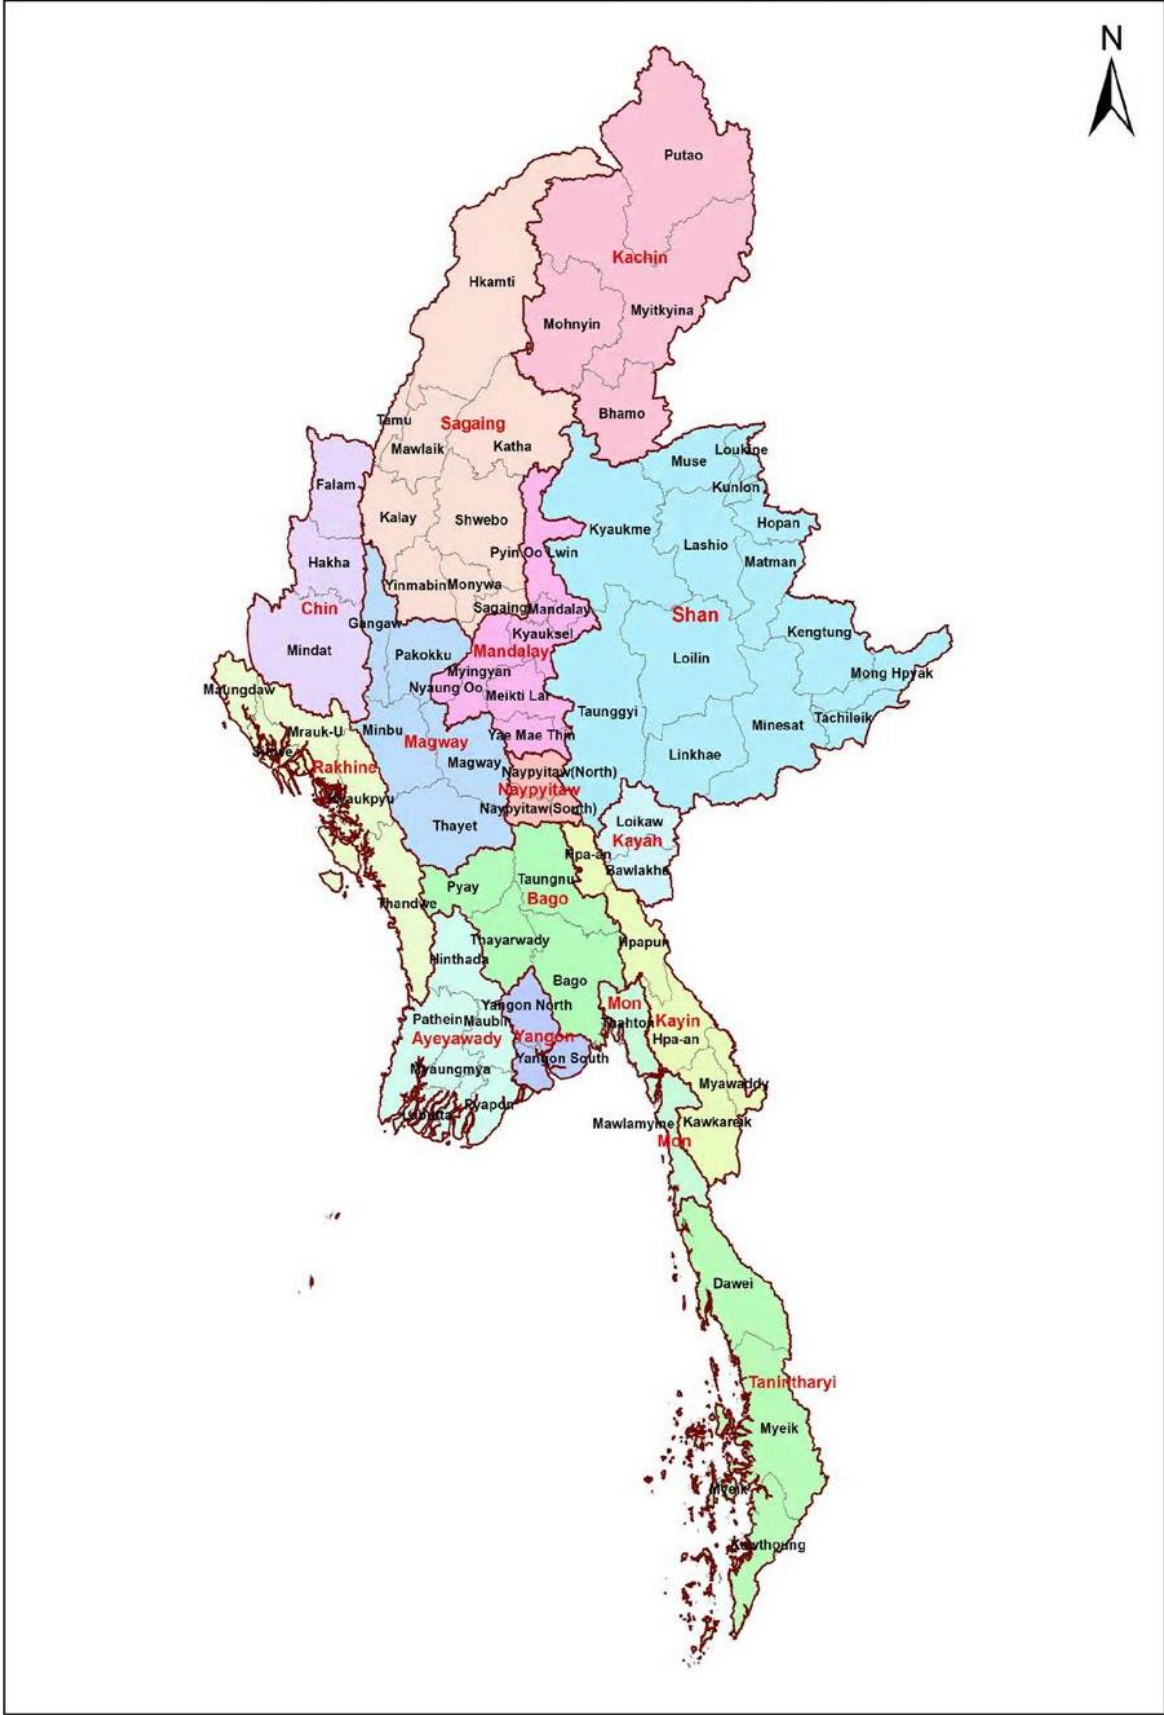 N
Putao
Kachin
Hkamti
Myitkyina
Mohnyin
Bhamo
Tamu
Sagaing
Mawlaik
Katha
Loukine
Muse
Falam
Kunlon
Kalay
Shwebo
Hopan
Kyaukme
Lashio
Pyin Oo Lwin
Hakha
Matman
Yinmabin
Monywa
Chin
Sagaing
Mandalay
Shan
Gangaw
Kyauksel
Kengtung
Mindat
Mandalay
Pakokku
Loilin
Myingyan
Mong Hpyak
Maungdaw
Nyaung Oo
Meikti Lar
Taunggyi
Tachileik
Minesat
Mrauk-U
Minbu
Yae Mae Thin
Magway
Linkhae
Rakhine
Magway
Naypyitaw(North)
Naypyitaw
Kyaukpyu
Naypyitaw(South)
Loikaw
Thayet
Kayah
Hpa-an
Bawlakhe
Pyay
Taungnu
Bago
Thandwe
Thayarwady
Hpapun
Hinthada
Bago
Yangon North
Mon
Pathein
Maubin
Thahton
Kayin
Ayeyawady
Yangon
Hpa-an
Yangon South
Myaungmya
Myawaddy
Pyapon
Mawlamyine
Kawkareik
Mon
Dawei
Tanintharyi
Myeik
Myeik
Kawthoung